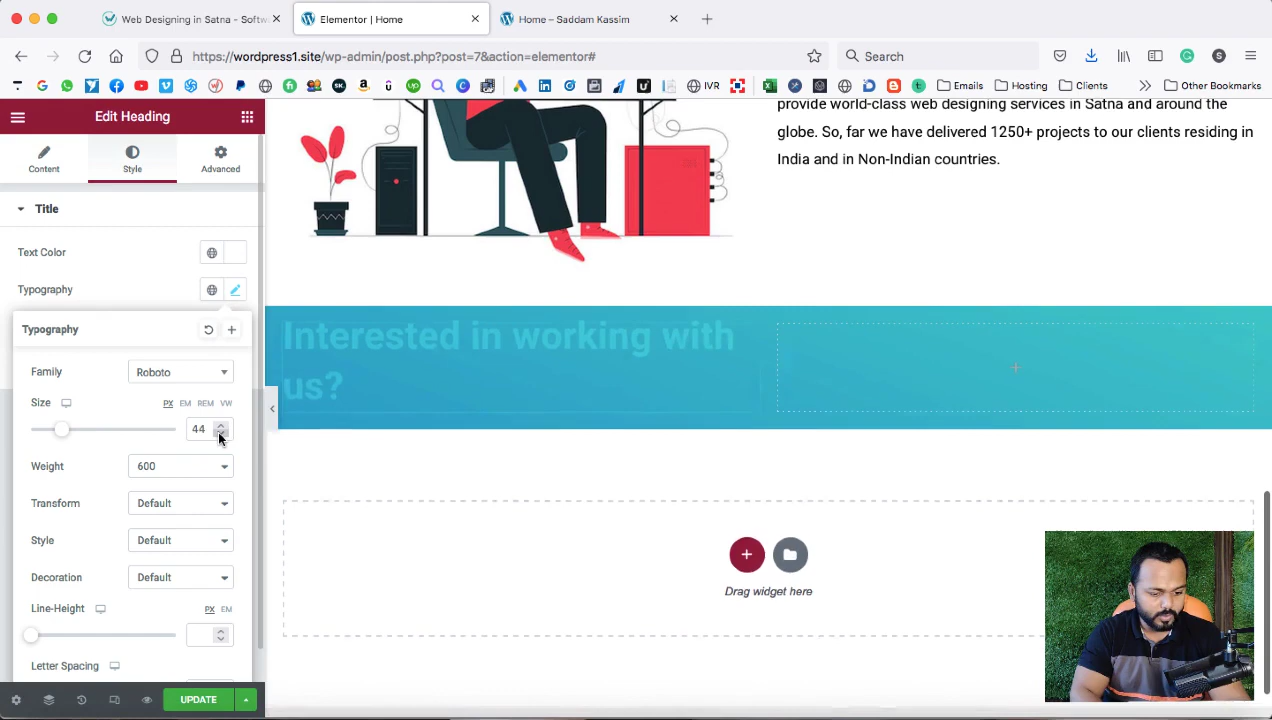 Web Designing in Satna - Softw
Elementor | Home
Home – Saddam Kassim
https://wordpress1.site/wp-admin/post.php?post=7&action=elementor#
Search
IVR
Emails
Hosting
Clients
Other Bookmarks
Edit Heading
Content
Style
Advanced
Title
Text Color
Typography
Typography
Family
Roboto
Size
PX EM REM VW
44
Weight
600
Transform
Default
Style
Default
Decoration
Default
Line-Height
PX EM
Letter Spacing
UPDATE
provide world-class web designing services in Satna and around the
globe. So, far we have delivered 1250+ projects to our clients residing in
India and in Non-Indian countries.
Interested in working with
us?
Drag widget here